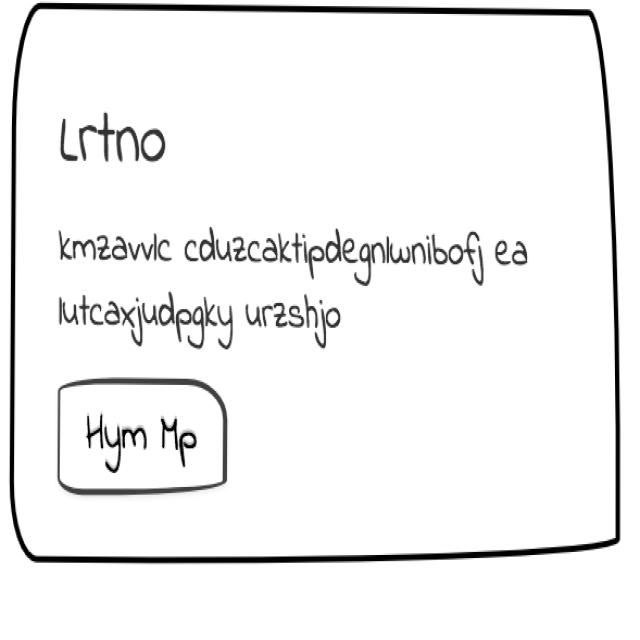 Lrtno
kmzavvlc cduzcaktipdegnlwnibofj ea
lutcaxjudpgky urzshjo
Hym Mp